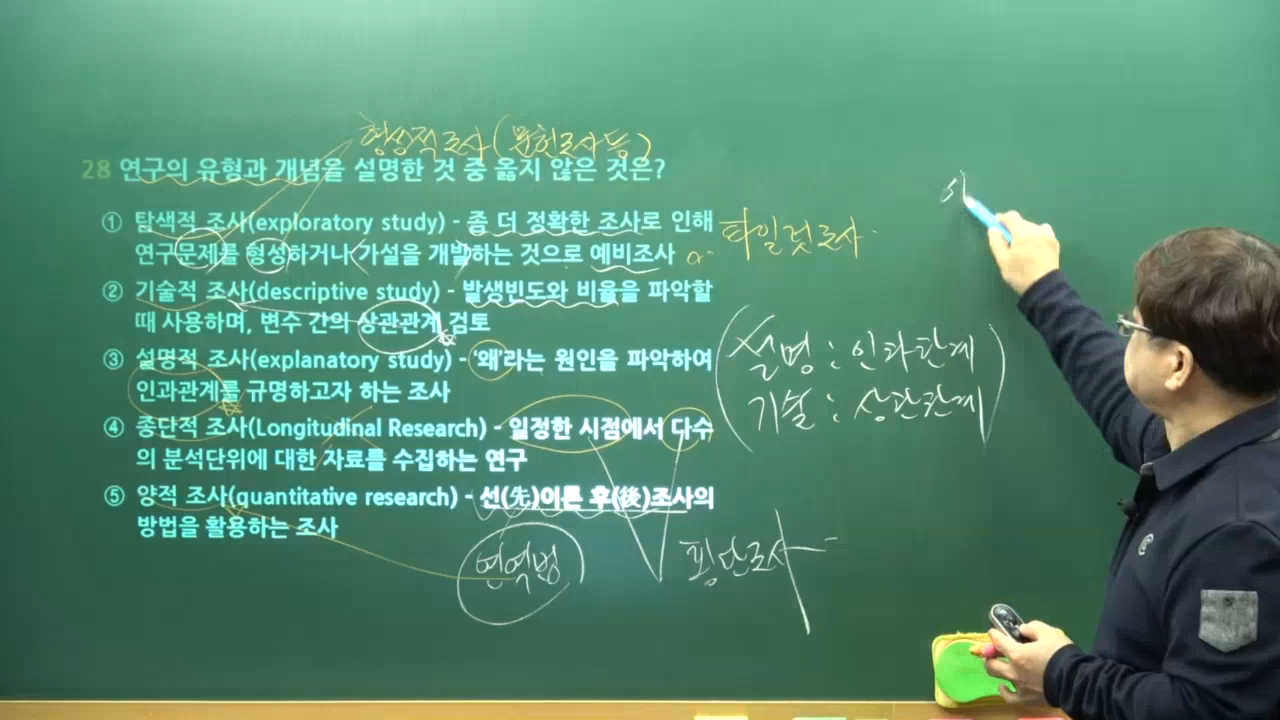 형성적조사(문헌조사등)
28 연구의 유형과 개념을 설명한 것 중 옳지 않은 것은?
① 탐색적 조사(exploratory study) - 좀 더 정확한 조사로 인해
연구문제를 형성하거나 가설을 개발하는 것으로 예비조사
파일럿조사
② 기술적 조사(descriptive study) - 발생빈도와 비율을 파악할
때 사용하며, 변수 간의 상관관계 검토
③ 설명적 조사(explanatory study) - '왜'라는 원인을 파악하여
인과관계를 규명하고자 하는 조사
설명 : 인과관계
기술 : 상관관계
④ 종단적 조사(Longitudinal Research) - 일정한 시점에서 다수
의 분석단위에 대한 자료를 수집하는 연구
⑤ 양적 조사(quantitative research) - 선(先)이론 후(後)조사의
방법을 활용하는 조사
연역법
횡단조사